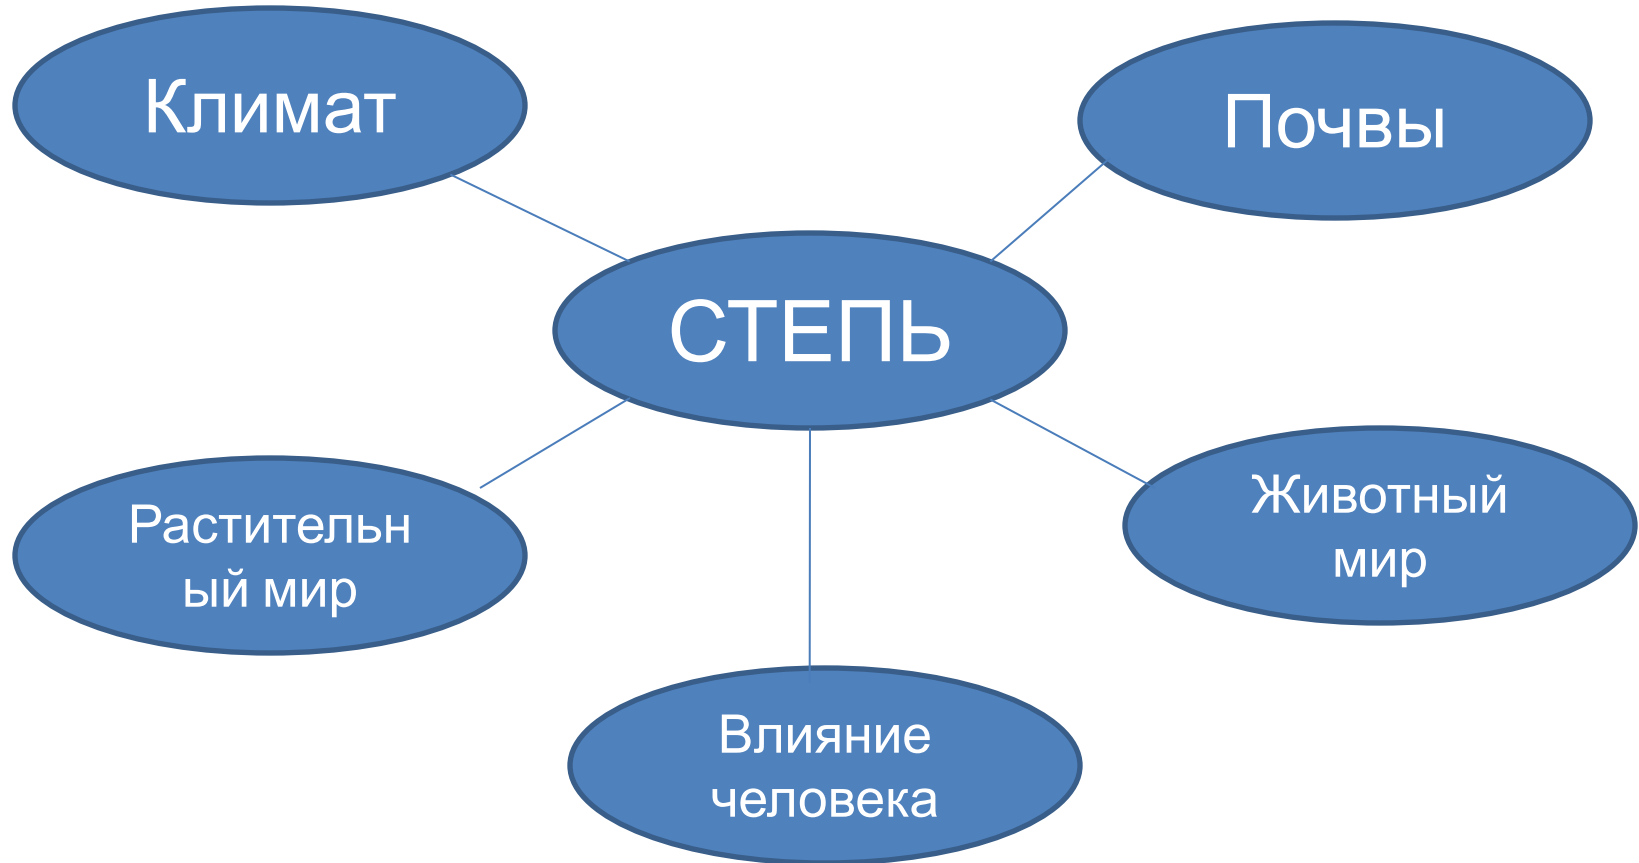 Климат
Почвы
СТЕПЬ
Растительн
ый мир
Животный
мир
Влияние
человека